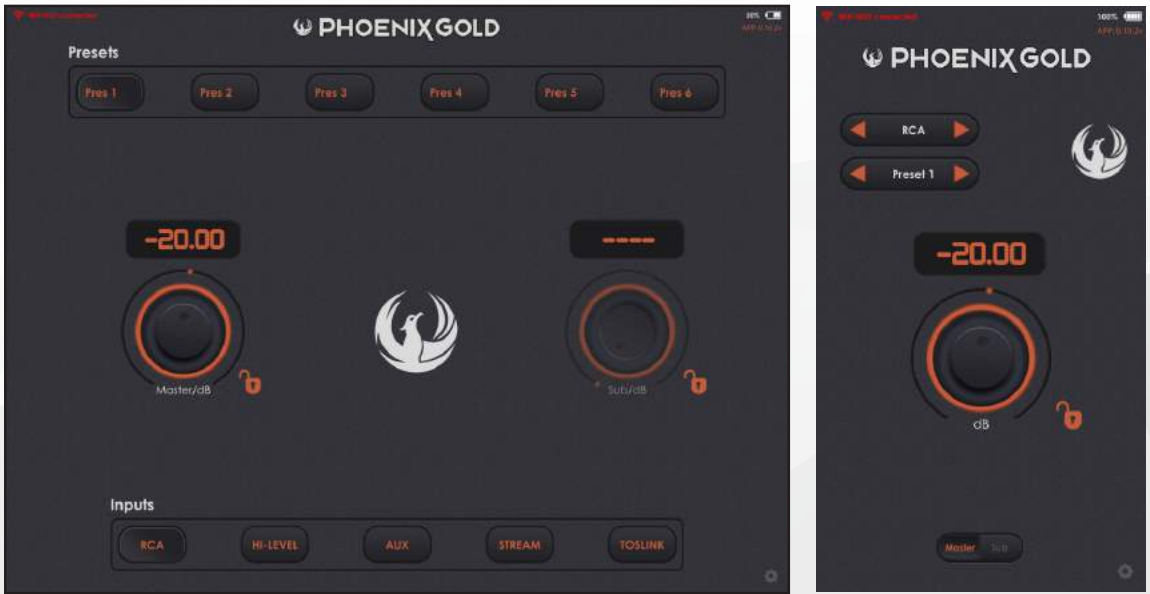 PHOENIX GOLD
Presets
Pres 1
Pres 2
Pres 3
Pres 4
Pres 5
Pres 6
-20.00
----
Master/dB
Sub/dB
Inputs
RCA
HI-LEVEL
AUX
STREAM
TOSLINK
100%
PHOENIX GOLD
RCA
Preset 1
-20.00
dB
Master
Sub